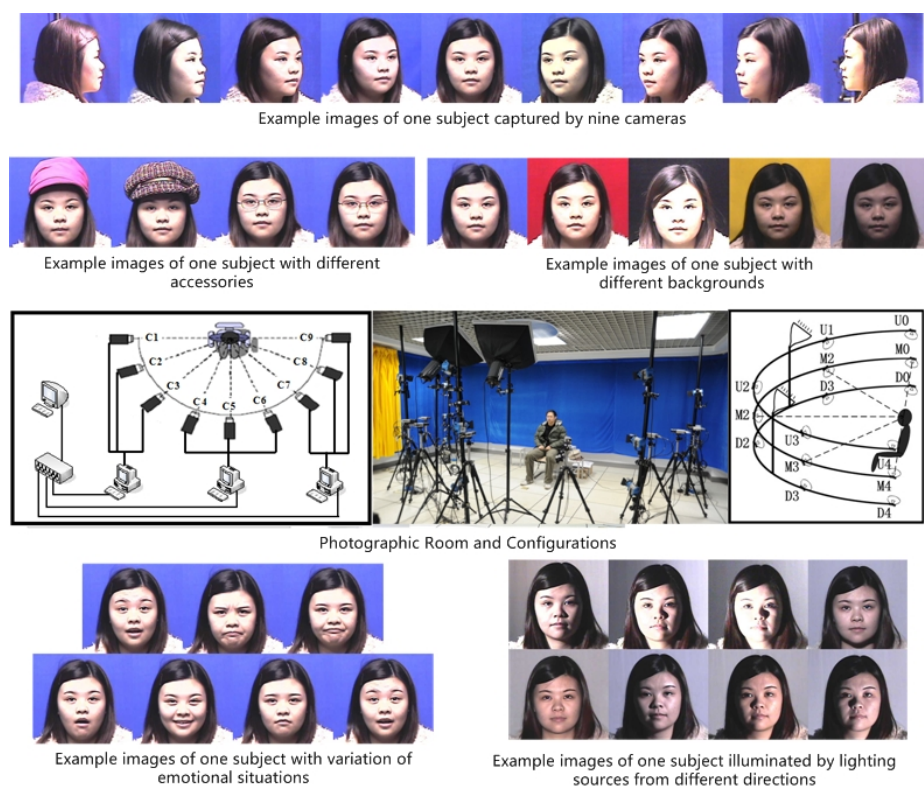 Example images of one subject captured by nine cameras
Example images of one subject with different
accessories
Example images of one subject with
different backgrounds
C1
C9
C2
C8
C3
C7
C4
C6
C5
U0
U1
M0
M2
D0
D3
U2
M2
D2
U3
U4
M3
M4
D3
D4
Photographic Room and Configurations
Example images of one subject with variation of
emotional situations
Example images of one subject illuminated by lighting
sources from different directions